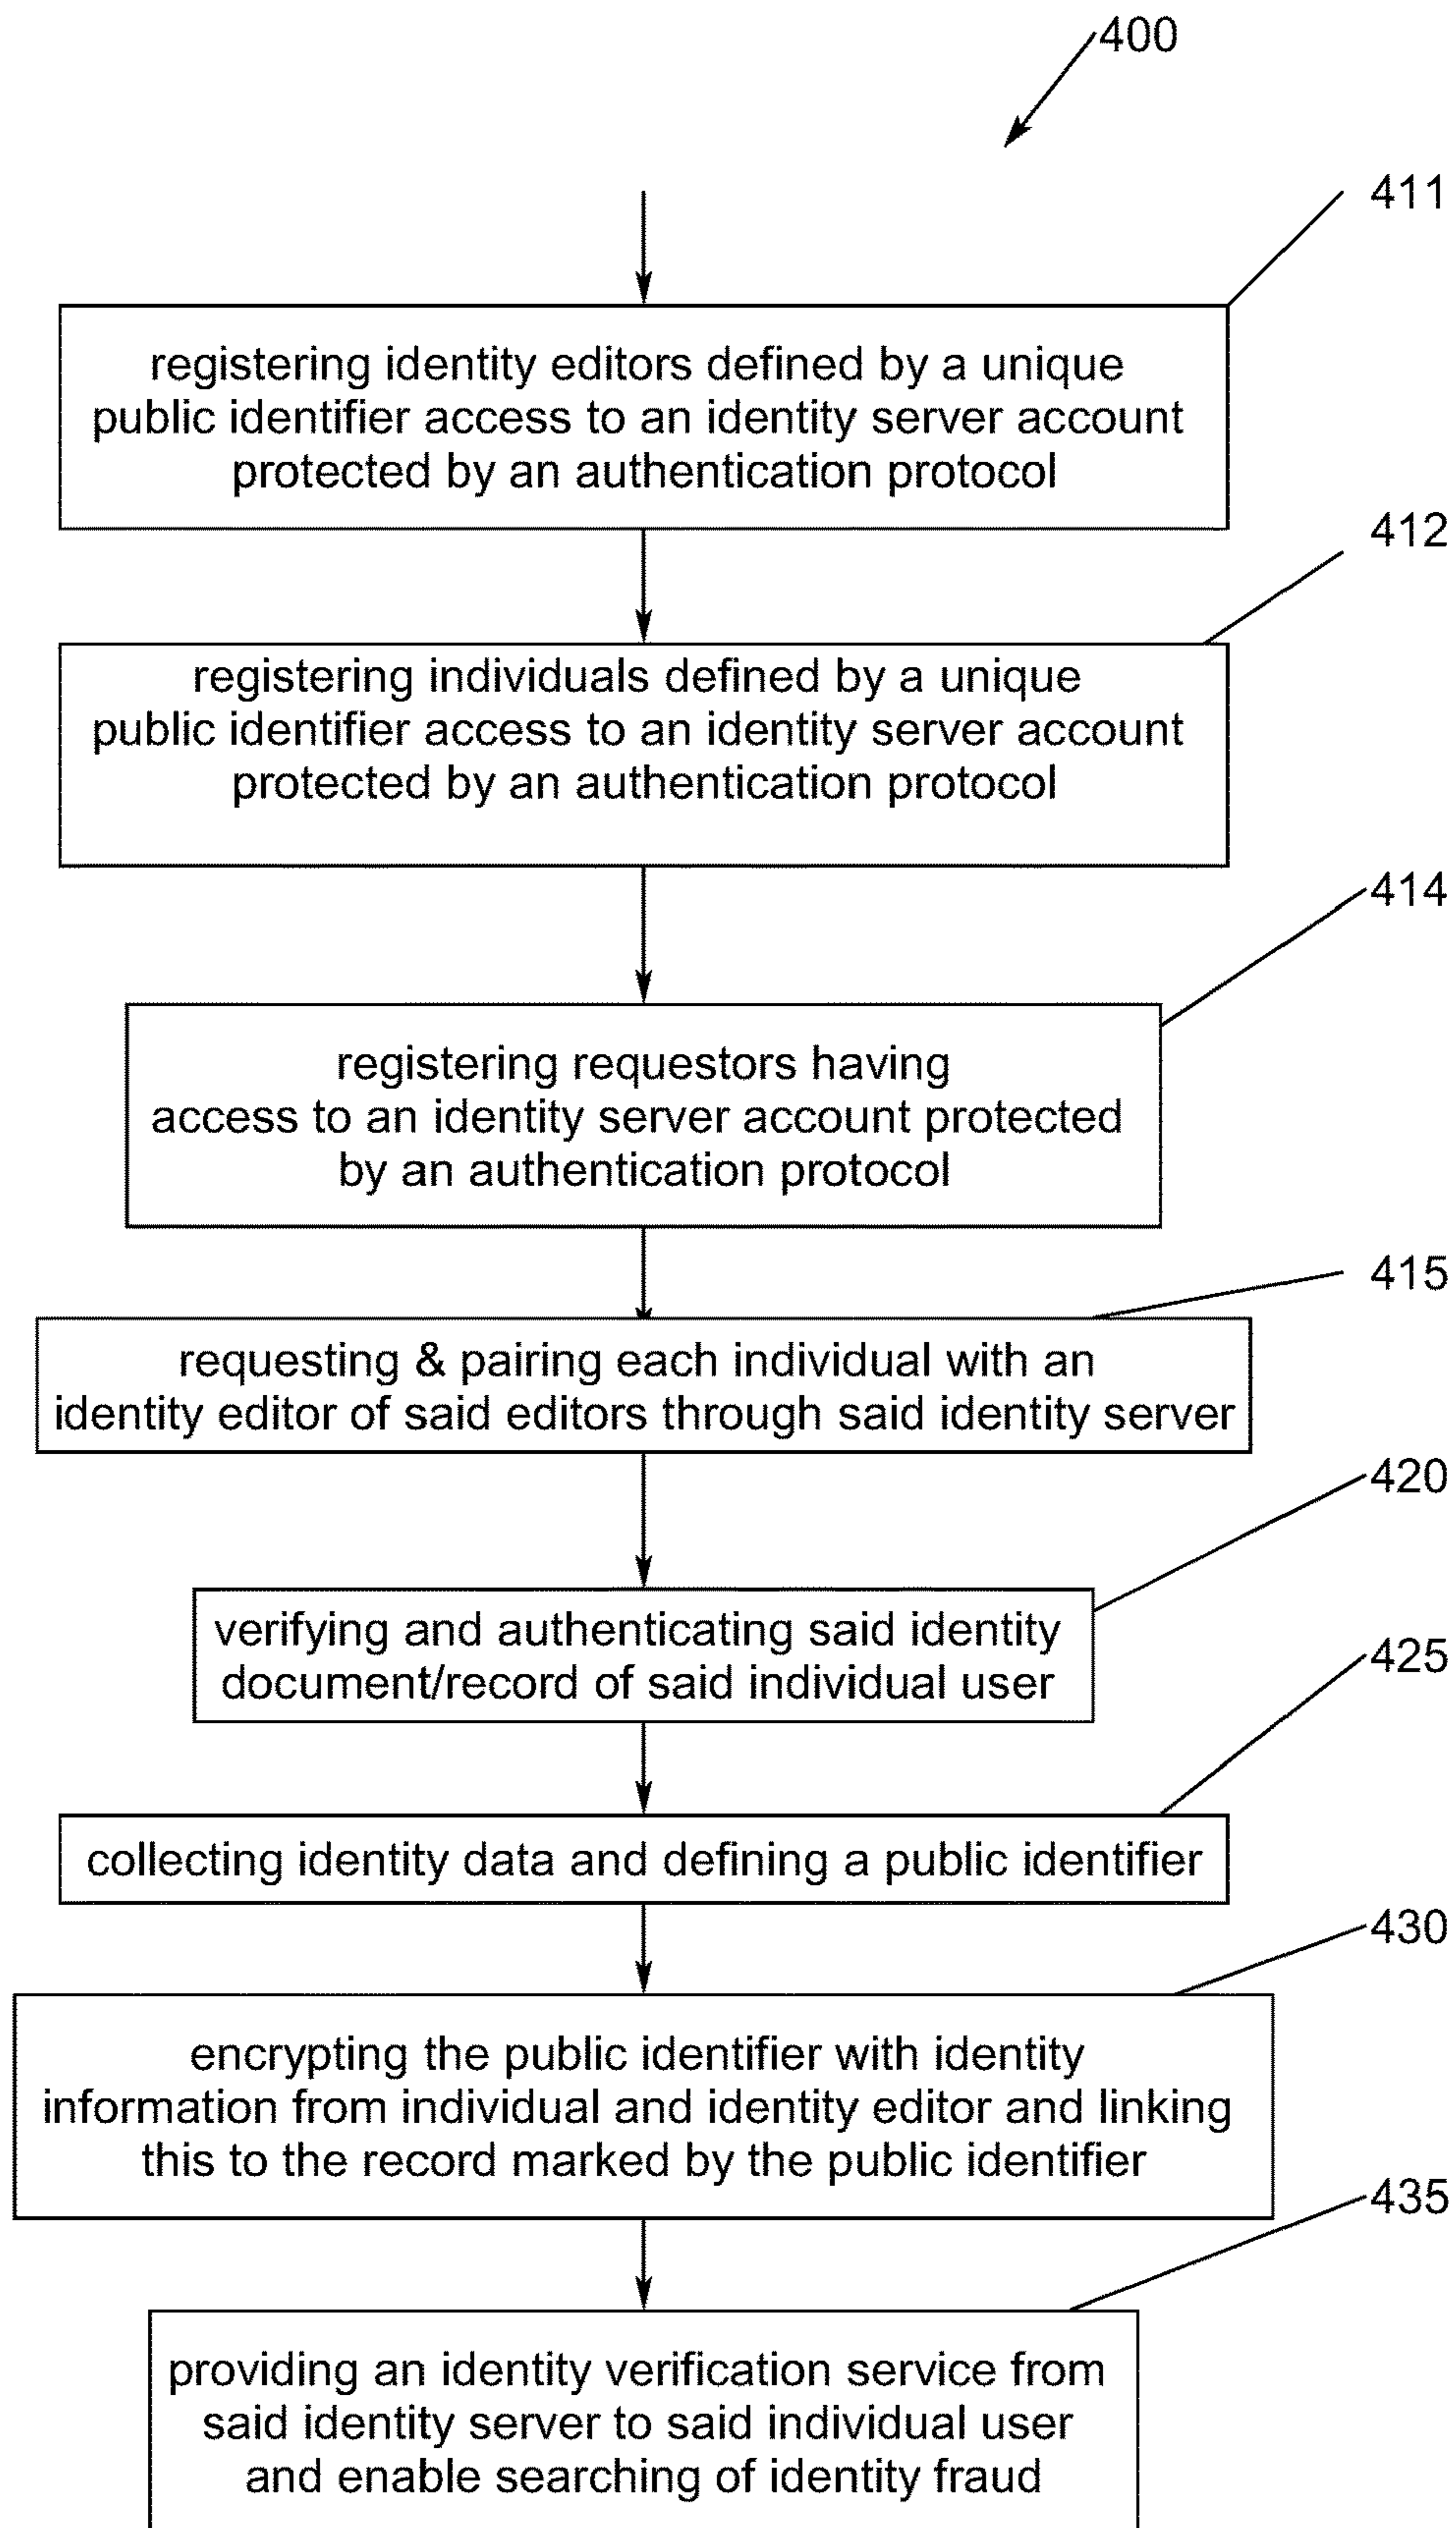 400
411
registering identity editors defined by a unique
public identifier access to an identity server account
protected by an authentication protocol
412
registering individuals defined by a unique
public identifier access to an identity server account
protected by an authentication protocol
414
registering requestors having
access to an identity server account protected
by an authentication protocol
415
requesting & pairing each individual with an
identity editor of said editors through said identity server
420
verifying and authenticating said identity
document/record of said individual user
425
collecting identity data and defining a public identifier
430
encrypting the public identifier with identity
information from individual and identity editor and linking
this to the record marked by the public identifier
435
providing an identity verification service from
said identity server to said individual user
and enable searching of identity fraud